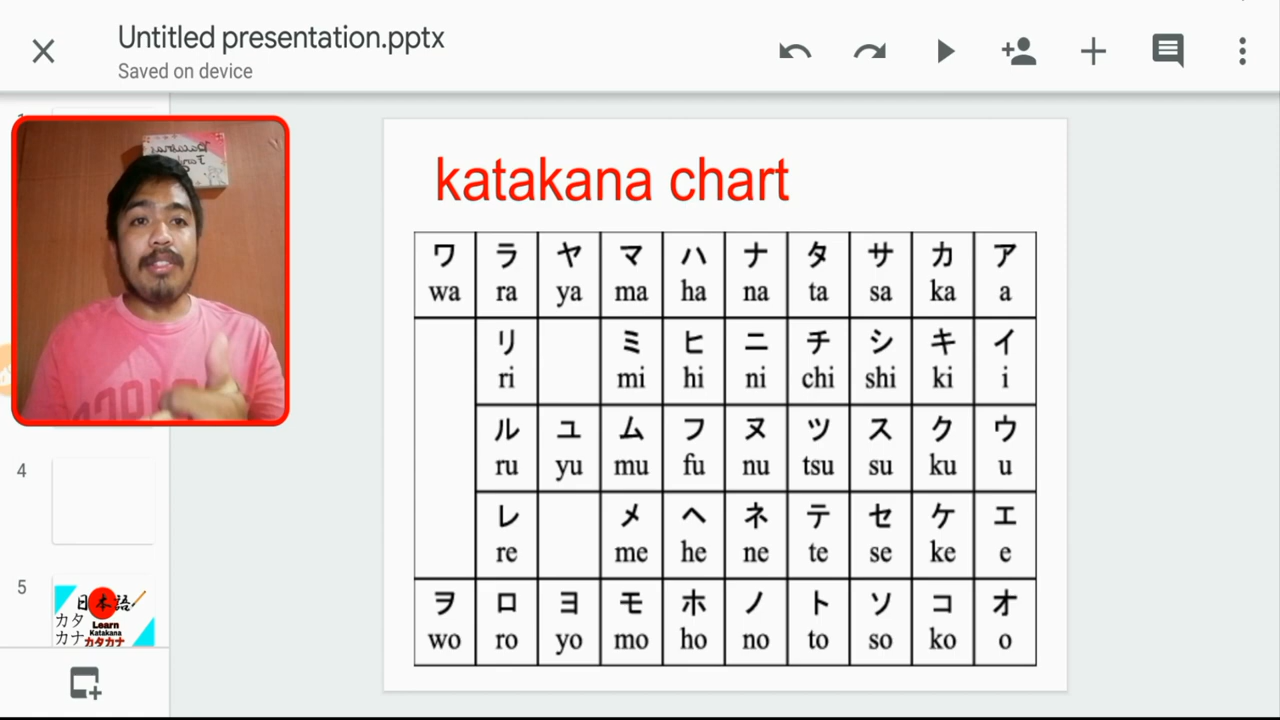 Untitled presentation.pptx
Saved on device
katakana chart
ワ ラ ヤ マ ハ ナ タ サ カ ア
wa ra ya ma ha na ta sa ka a
リ ミ ヒ ニ チ シ キ イ
ri mi hi ni chi shi ki i
ル ユ ム フ ヌ ツ ス ク ウ
ru yu mu fu nu tsu su ku u
レ メ ヘ ネ テ セ ケ エ
re me he ne te se ke e
ヲ ロ ヨ モ ホ ノ ト ソ コ オ
wo ro yo mo ho no to so ko o
4
5
日本語
カタ
カナ
Learn
Katakana
カタカナ